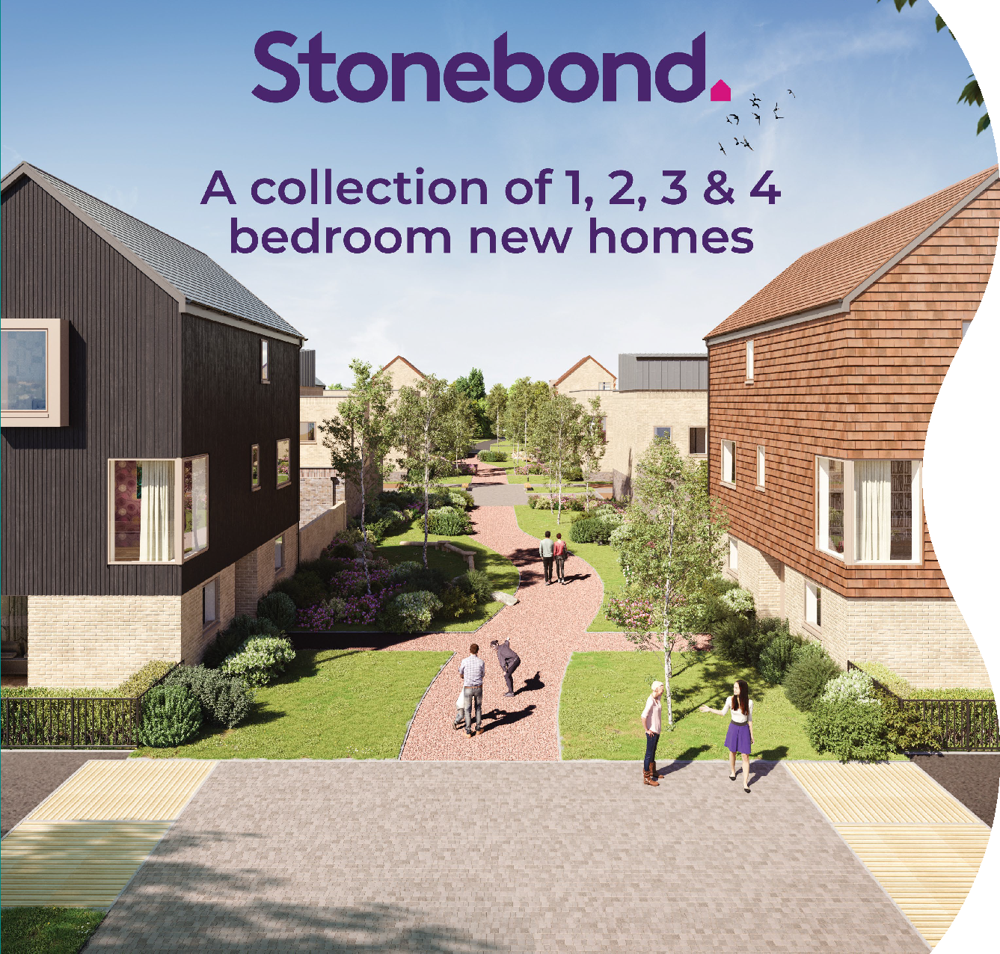 Stonebond.
A collection of 1, 2, 3 & 4
bedroom new homes